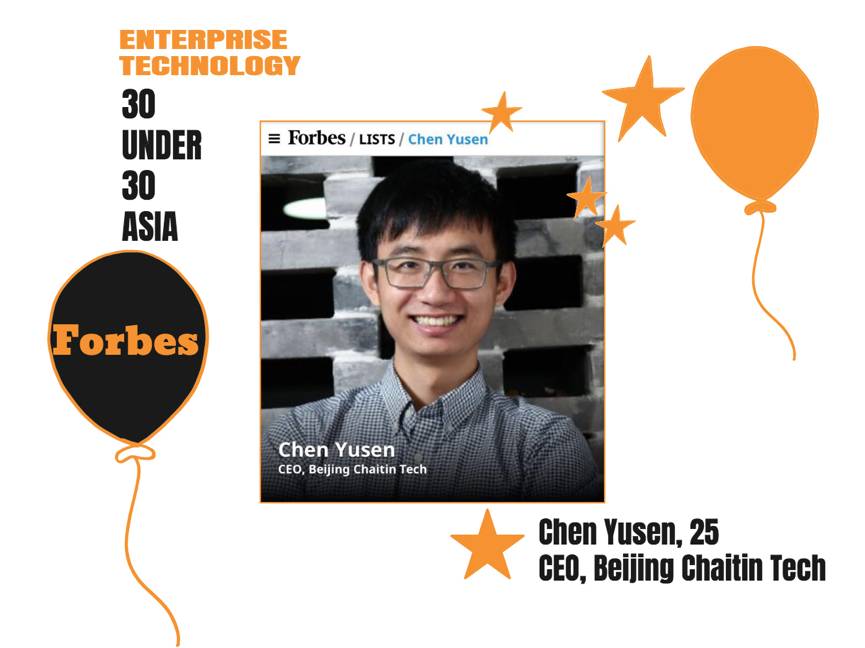 ENTERPRISE
TECHNOLOGY
30
UNDER
30
ASIA
Forbes / LISTS / Chen Yusen
Forbes
Chen Yusen
CEO, Beijing Chaitin Tech
Chen Yusen, 25
CEO, Beijing Chaitin Tech